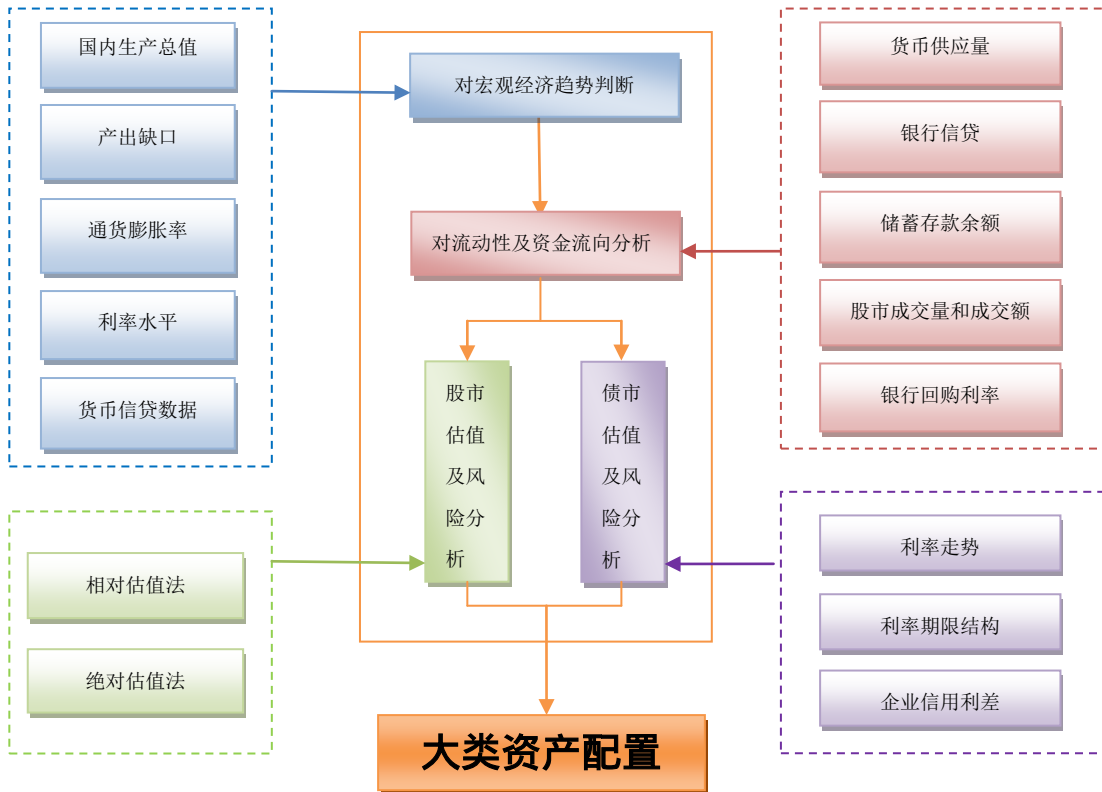 国内生产总值
产出缺口
通货膨胀率
利率水平
货币信贷数据
相对估值法
绝对估值法
对宏观经济趋势判断
对流动性及资金流向分析
股市
估值
及风
险分
析
债市
估值
及风
险分
析
大类资产配置
货币供应量
银行信贷
储蓄存款余额
股市成交量和成交额
银行回购利率
利率走势
利率期限结构
企业信用利差